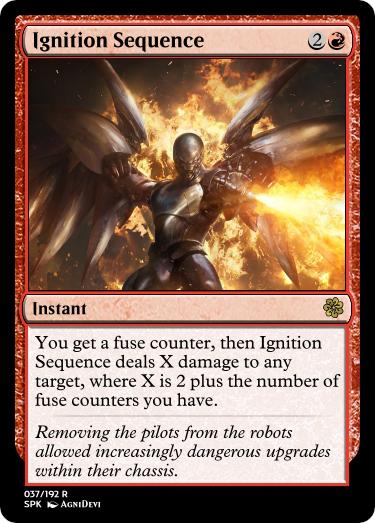 Ignition Sequence 2
Instant
You get a fuse counter, then Ignition
Sequence deals X damage to any
target, where X is 2 plus the number of
fuse counters you have.
Removing the pilots from the robots
allowed increasingly dangerous upgrades
within their chassis.
037/192 R
SPK AgniDevi